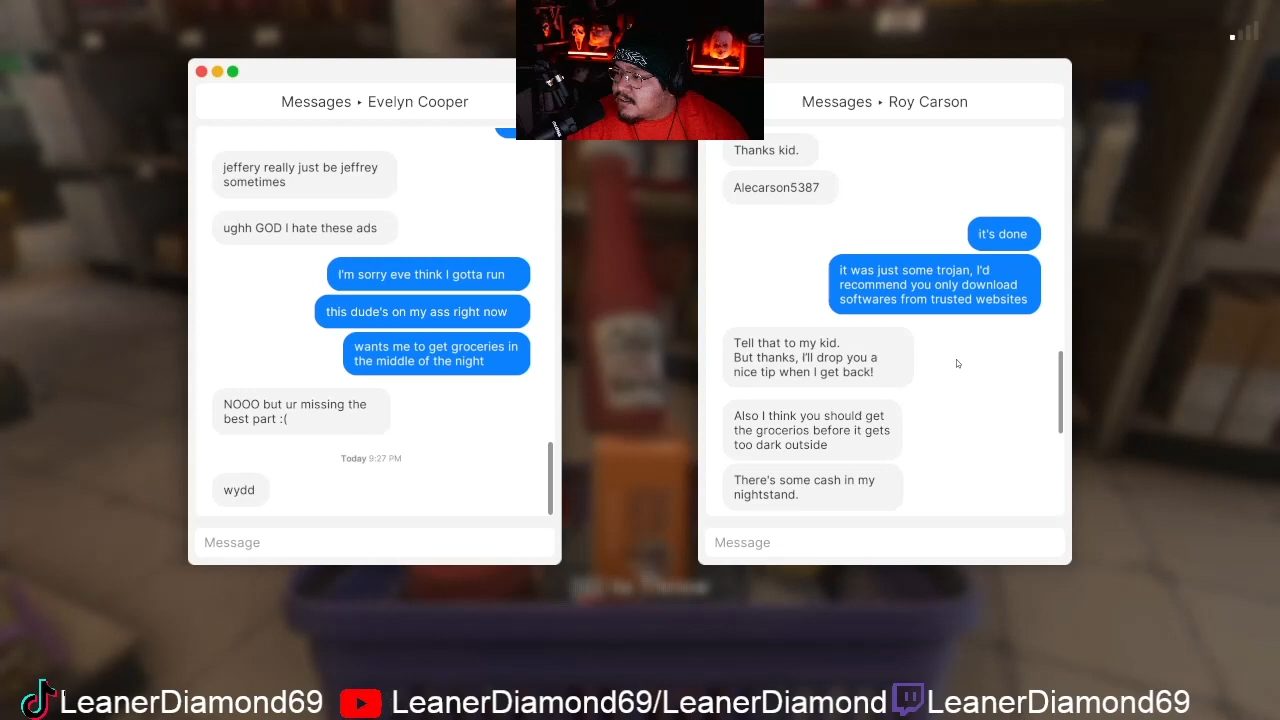 Messages ▸ Evelyn Cooper
jeffery really just be jeffrey
sometimes
ughh GOD I hate these ads
I'm sorry eve think I gotta run
this dude's on my ass right now
wants me to get groceries in
the middle of the night
NOOO but ur missing the
best part :(
Today 9:27 PM
wydd
Message
Messages ▸ Roy Carson
Thanks kid.
Alecarson5387
it's done
it was just some trojan, I'd
recommend you only download
softwares from trusted websites
Tell that to my kid.
But thanks, I'll drop you a
nice tip when I get back!
Also I think you should get
the grocerios before it gets
too dark outside
There's some cash in my
nightstand.
Message
LeanerDiamond69
LeanerDiamond69/LeanerDiamond
LeanerDiamond69